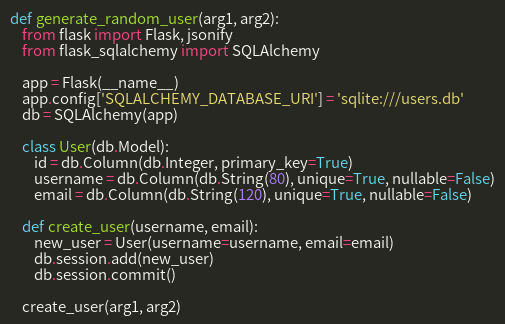 def generate_random_user(arg1, arg2):
    from flask import Flask, jsonify
    from flask_sqlalchemy import SQLAlchemy

    app = Flask(__name__)
    app.config['SQLALCHEMY_DATABASE_URI'] = 'sqlite:///users.db'
    db = SQLAlchemy(app)

    class User(db.Model):
        id = db.Column(db.Integer, primary_key=True)
        username = db.Column(db.String(80), unique=True, nullable=False)
        email = db.Column(db.String(120), unique=True, nullable=False)

    def create_user(username, email):
        new_user = User(username=username, email=email)
        db.session.add(new_user)
        db.session.commit()

    create_user(arg1, arg2)